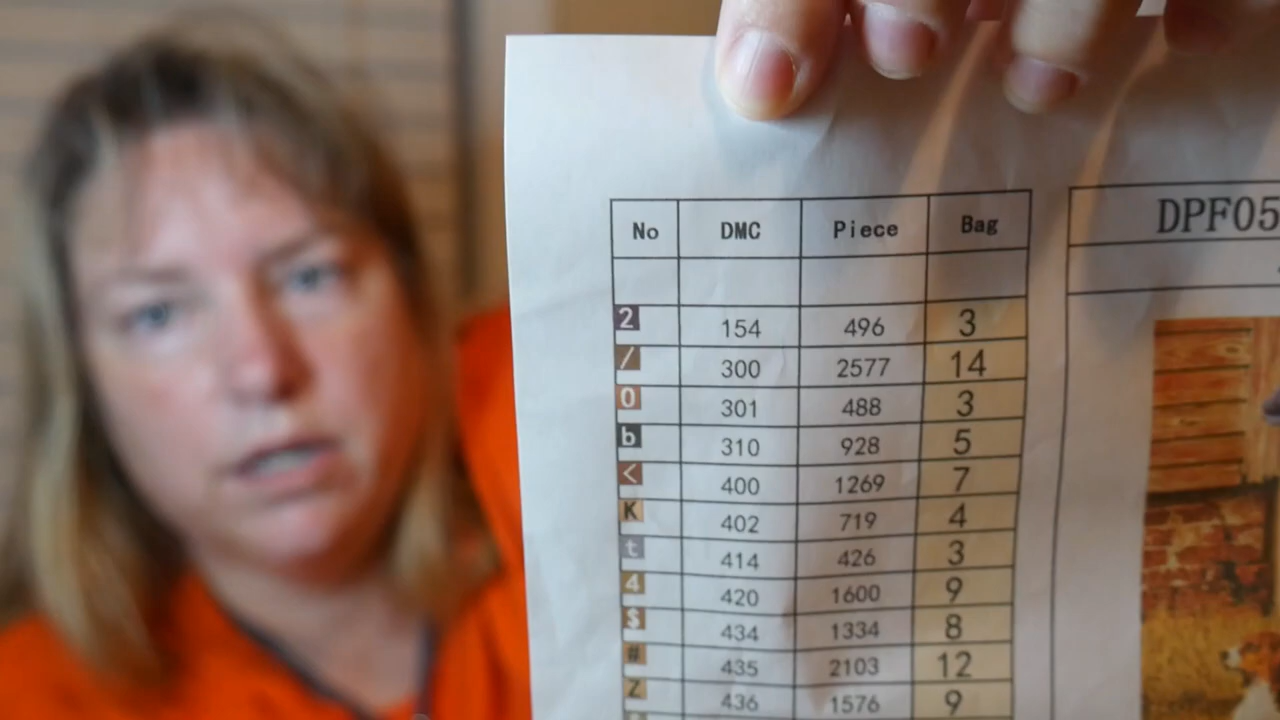 No DMC Piece Bag
2 154 496 3
/ 300 2577 14
0 301 488 3
b 310 928 5
< 400 1269 7
K 402 719 4
t 414 426 3
4 420 1600 9
$ 434 1334 8
# 435 2103 12
Z 436 1576 9
DPF05